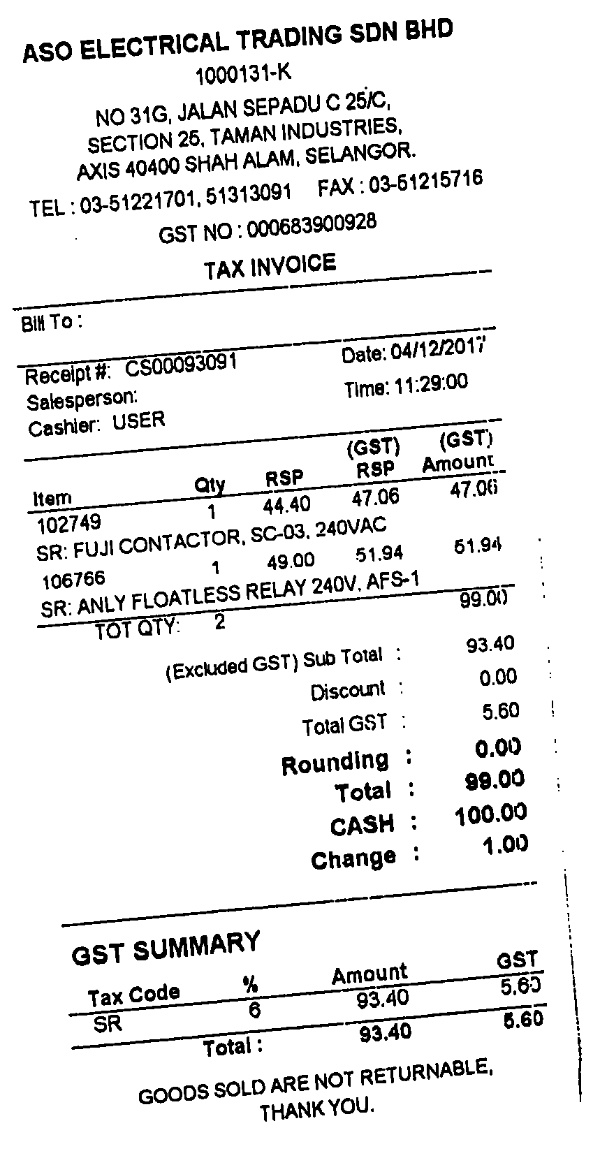 ASO ELECTRICAL TRADING SDN BHD
1000131-K
NO 31G, JALAN SEPADU C 25/C,
SECTION 25, TAMAN INDUSTRIES,
AXIS 40400 SHAH ALAM, SELANGOR.
TEL : 03-51221701, 51313091 FAX : 03-51215716
GST NO : 000683900928
TAX INVOICE
Bill To :
Receipt #: CS00093091 Date: 04/12/2017
Salesperson: Time: 11:29:00
Cashier: USER
(GST) (GST)
Item Qty RSP RSP Amount
102749 1 44.40 47.06 47.06
SR: FUJI CONTACTOR, SC-03, 240VAC
106766 1 49.00 51.94 51.94
SR: ANLY FLOATLESS RELAY 240V, AFS-1
TOT QTY: 2 99.00
(Excluded GST) Sub Total : 93.40
Discount : 0.00
Total GST : 5.60
Rounding : 0.00
Total : 99.00
CASH : 100.00
Change : 1.00
GST SUMMARY
Tax Code % Amount GST
SR 6 93.40 5.60
Total : 93.40 5.60
GOODS SOLD ARE NOT RETURNABLE,
THANK YOU.